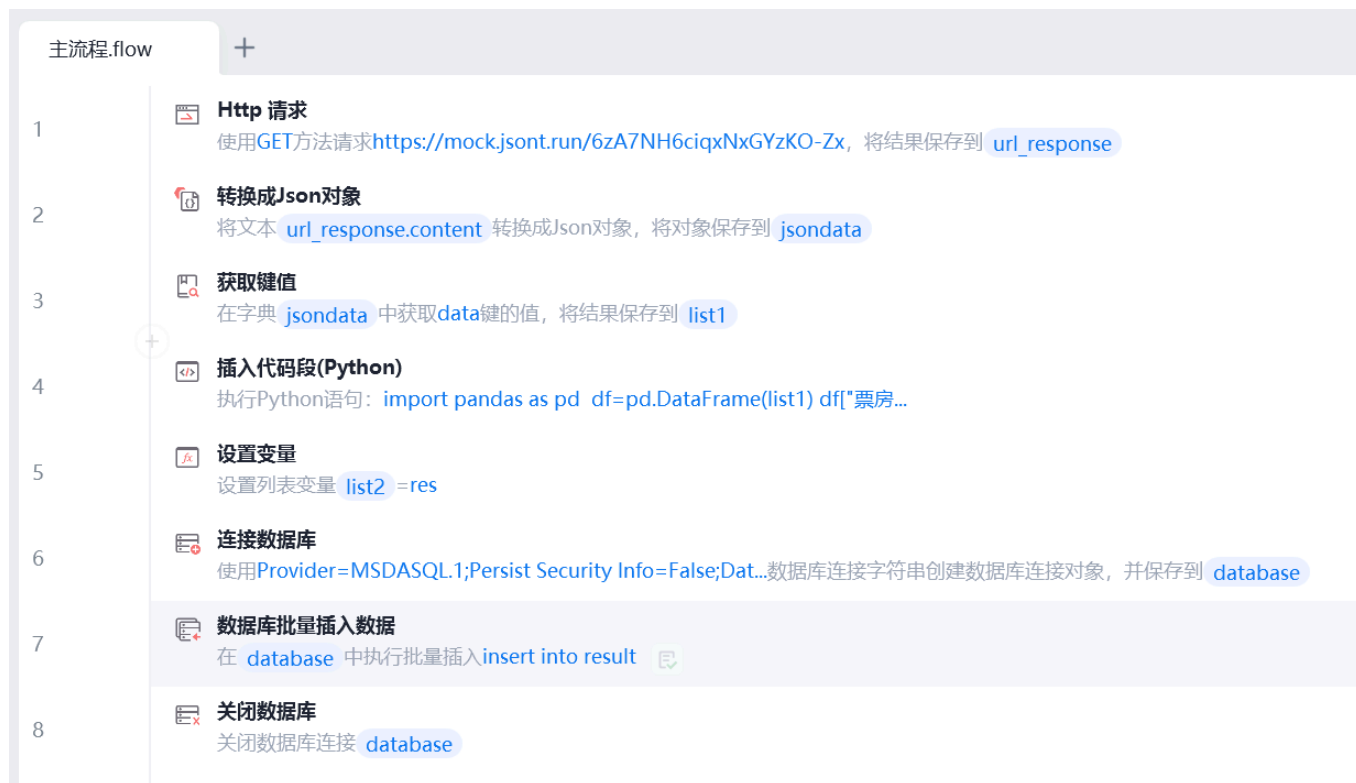 主流程.flow
1
Http 请求
使用GET方法请求https://mock.jsont.run/6zA7NH6ciqxNxGYzKO-Zx，将结果保存到 url_response
2
转换成Json对象
将文本 url_response.content 转换成Json对象，将对象保存到 jsondata
3
获取键值
在字典 jsondata 中获取data键的值，将结果保存到 list1
4
插入代码段(Python)
执行Python语句：import pandas as pd  df=pd.DataFrame(list1) df["票房...
5
设置变量
设置列表变量 list2 =res
6
连接数据库
使用Provider=MSDASQL.1;Persist Security Info=False;Dat...数据库连接字符串创建数据库连接对象，并保存到 database
7
数据库批量插入数据
在 database 中执行批量插入insert into result
8
关闭数据库
关闭数据库连接 database